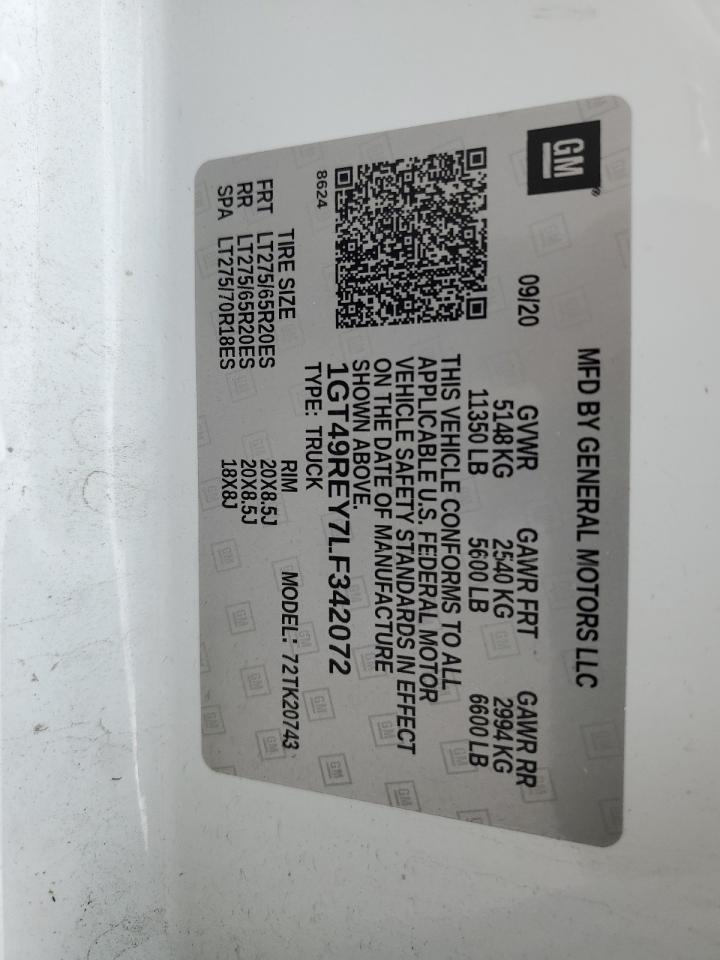 GM
MFD BY GENERAL MOTORS LLC
09/20 GVWR GAWR FRT GAWR RR
5148 KG 2540 KG 2994 KG
11350 LB 5600 LB 6600 LB
THIS VEHICLE CONFORMS TO ALL
APPLICABLE U.S. FEDERAL MOTOR
VEHICLE SAFETY STANDARDS IN EFFECT
ON THE DATE OF MANUFACTURE
SHOWN ABOVE.
1GT49REY7LF342072
8624
TYPE: TRUCK
MODEL: 72TK20743
TIRE SIZE RIM
FRT LT275/65R20ES 20X8.5J
RR LT275/65R20ES 20X8.5J
SPA LT275/70R18ES 18X8J